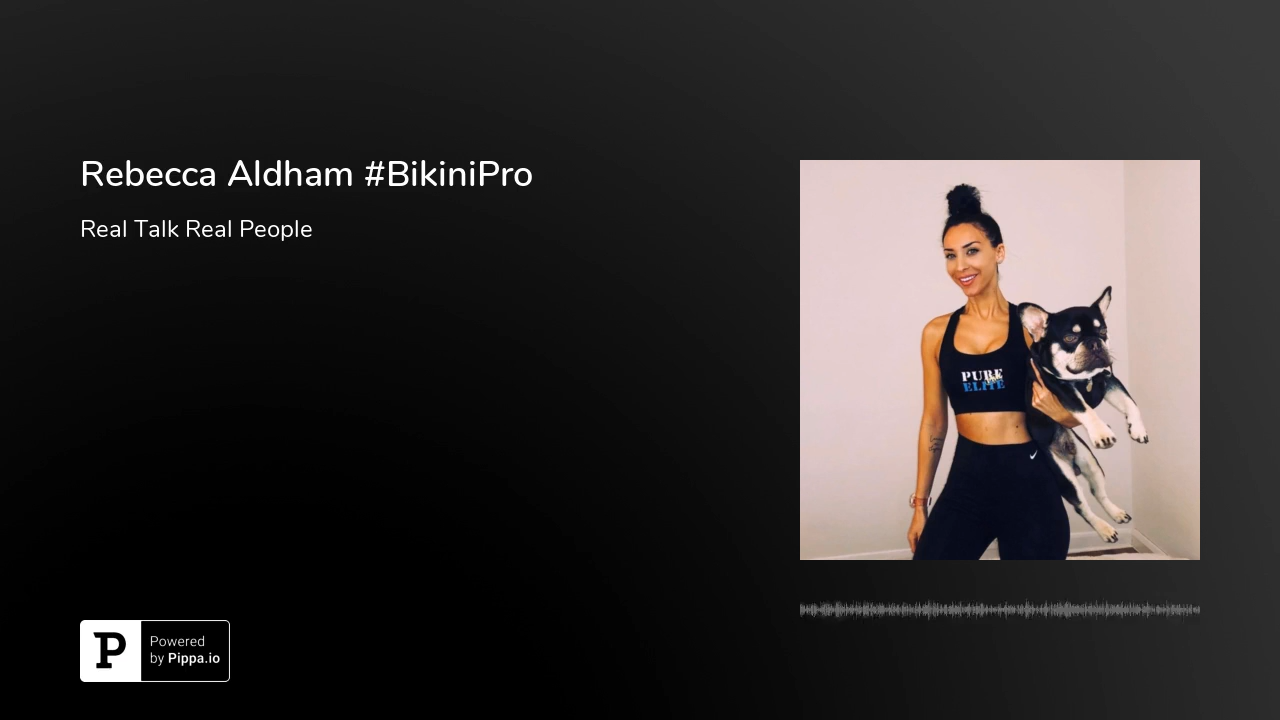 Rebecca Aldham #BikiniPro
Real Talk Real People
PURE
ELITE
P
Powered
by Pippa.io